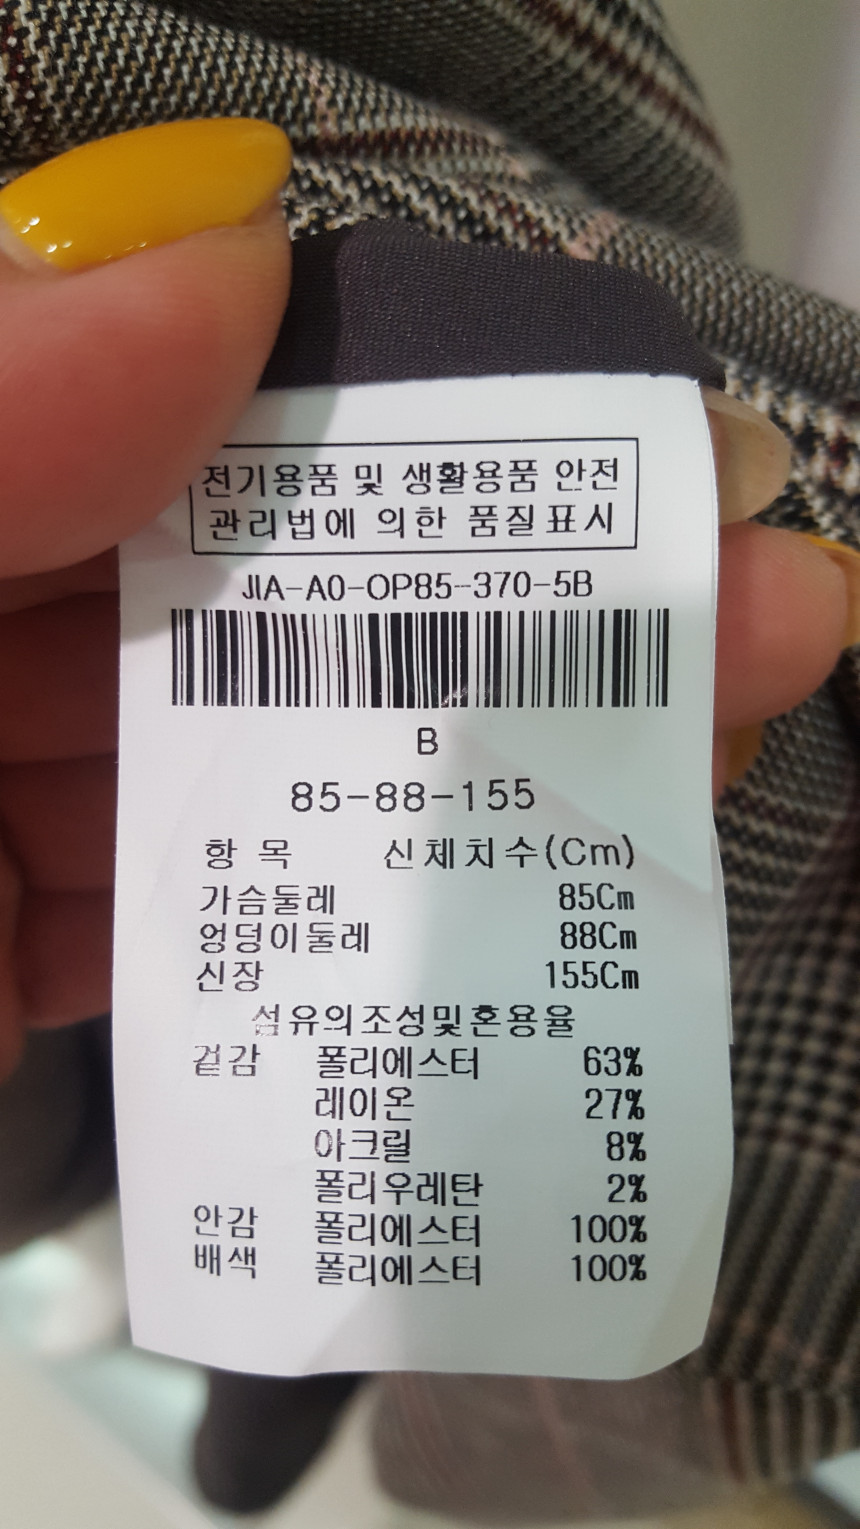 전기용품 및 생활용품 안전
관리법에 의한 품질표시
JIA-A0-OP85-370-5B
B
85-88-155
항 목 신체치수(Cm)
가슴둘레 85Cm
엉덩이둘레 88Cm
신장 155Cm
섬유의조성및혼용율
겉감 폴리에스터 63%
레이온 27%
아크릴 8%
폴리우레탄 2%
안감 폴리에스터 100%
배색 폴리에스터 100%